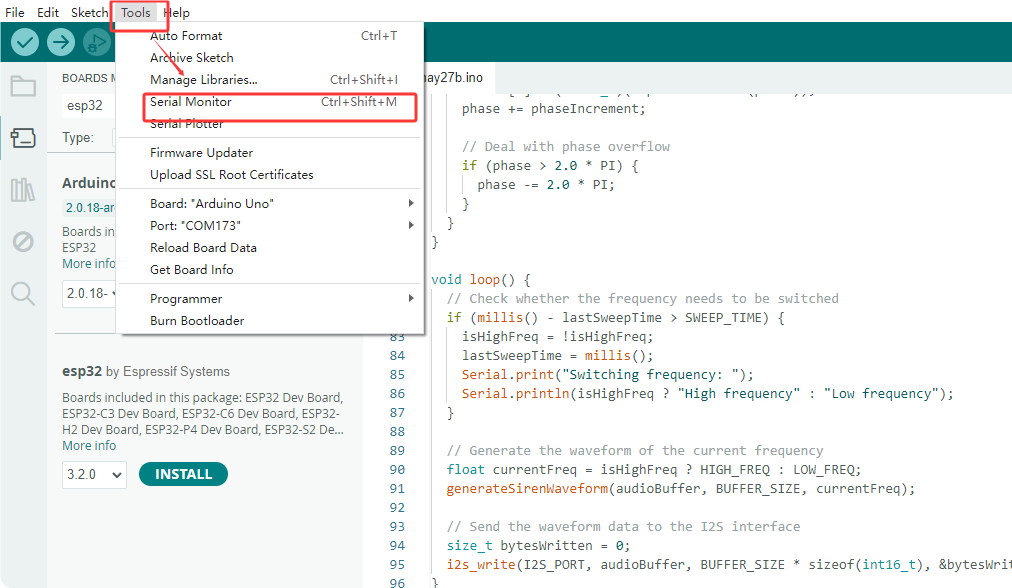 File Edit Sketch Tools Help
Auto Format Ctrl+T
Archive Sketch
Manage Libraries... Ctrl+Shift+I
Serial Monitor Ctrl+Shift+M
Serial Plotter
Firmware Updater
Upload SSL Root Certificates
Board: "Arduino Uno"
Port: "COM173"
Reload Board Data
Get Board Info
Programmer
Burn Bootloader
BOARDS M
esp32
Type:
Arduino
2.0.18-ar
Boards in
ESP32
More info
2.0.18-
esp32 by Espressif Systems
Boards included in this package: ESP32 Dev Board,
ESP32-C3 Dev Board, ESP32-C6 Dev Board, ESP32-
H2 Dev Board, ESP32-P4 Dev Board, ESP32-S2 De...
More info
3.2.0 INSTALL
may27b.ino
phase += phaseIncrement;
// Deal with phase overflow
if (phase > 2.0 * PI) {
phase -= 2.0 * PI;
}
}
}
void loop() {
// Check whether the frequency needs to be switched
if (millis() - lastSweepTime > SWEEP_TIME) {
83 isHighFreq = !isHighFreq;
84 lastSweepTime = millis();
85 Serial.print("Switching frequency: ");
86 Serial.println(isHighFreq ? "High frequency" : "Low frequency");
87 }
88
89 // Generate the waveform of the current frequency
90 float currentFreq = isHighFreq ? HIGH_FREQ : LOW_FREQ;
91 generateSirenWaveform(audioBuffer, BUFFER_SIZE, currentFreq);
92
93 // Send the waveform data to the I2S interface
94 size_t bytesWritten = 0;
95 i2s_write(I2S_PORT, audioBuffer, BUFFER_SIZE * sizeof(int16_t), &bytesWrit
96 }